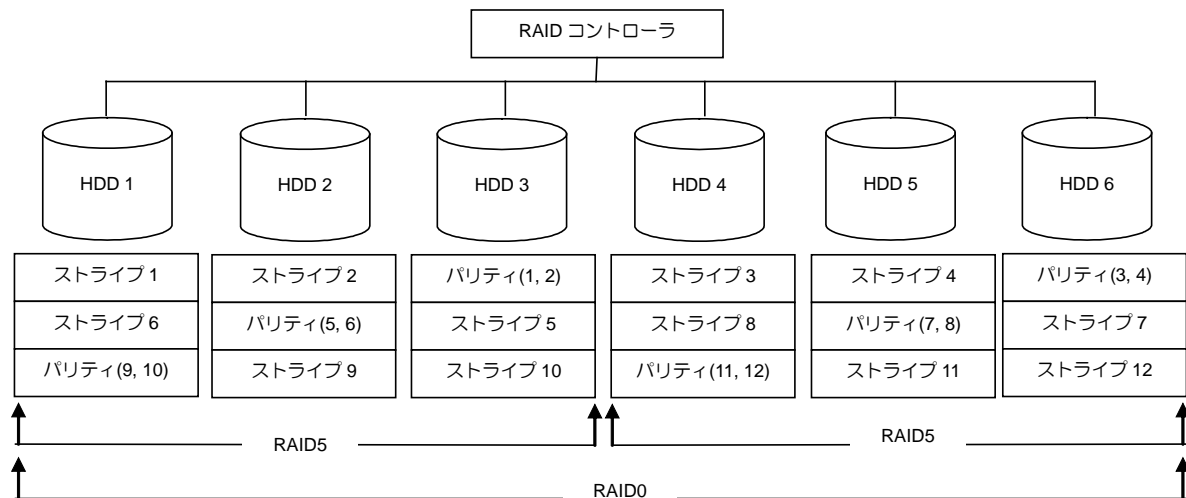 RAID コントローラ
HDD 1
HDD 2
HDD 3
HDD 4
HDD 5
HDD 6
ストライプ 1
ストライプ 2
パリティ(1, 2)
ストライプ 3
ストライプ 4
パリティ(3, 4)
ストライプ 6
パリティ(5, 6)
ストライプ 5
ストライプ 8
パリティ(7, 8)
ストライプ 7
パリティ(9, 10)
ストライプ 9
ストライプ 10
パリティ(11, 12)
ストライプ 11
ストライプ 12
RAID5
RAID5
RAID0